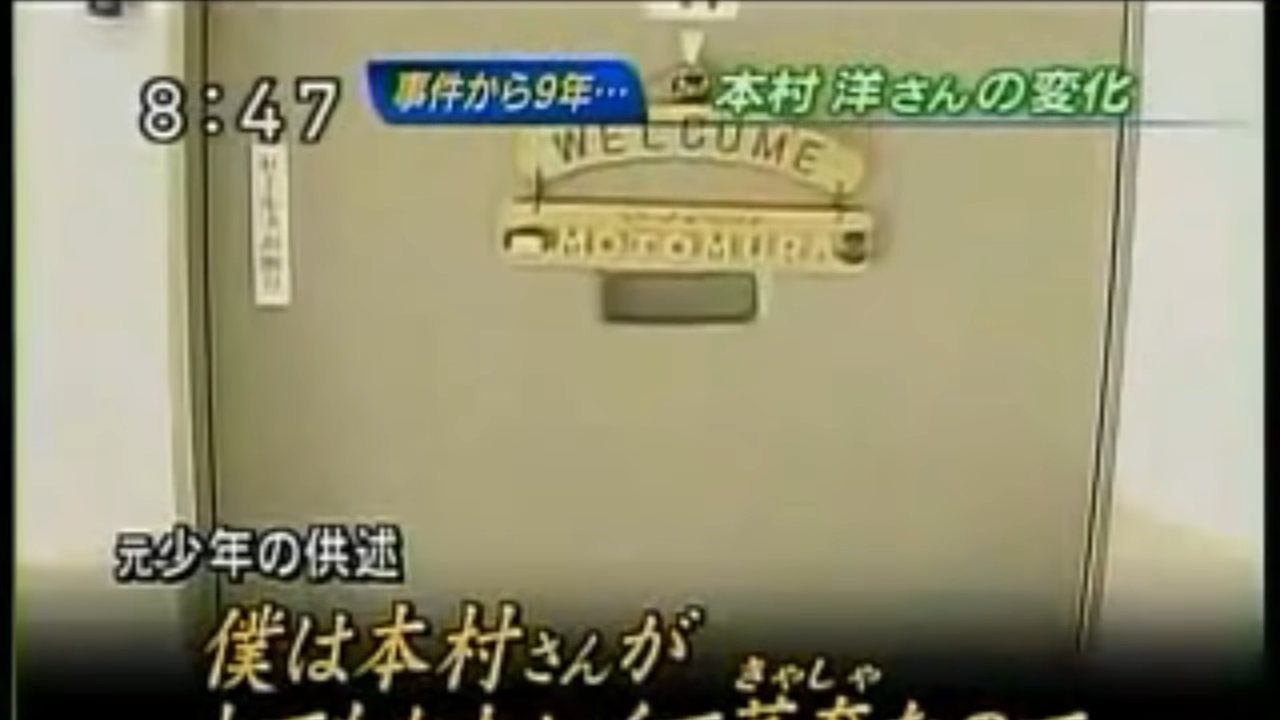 8:47
事件から9年…
本村 洋さんの変化
WELCOME
MOTOMURA
元少年の供述
僕は本村さんが
きゃしゃ